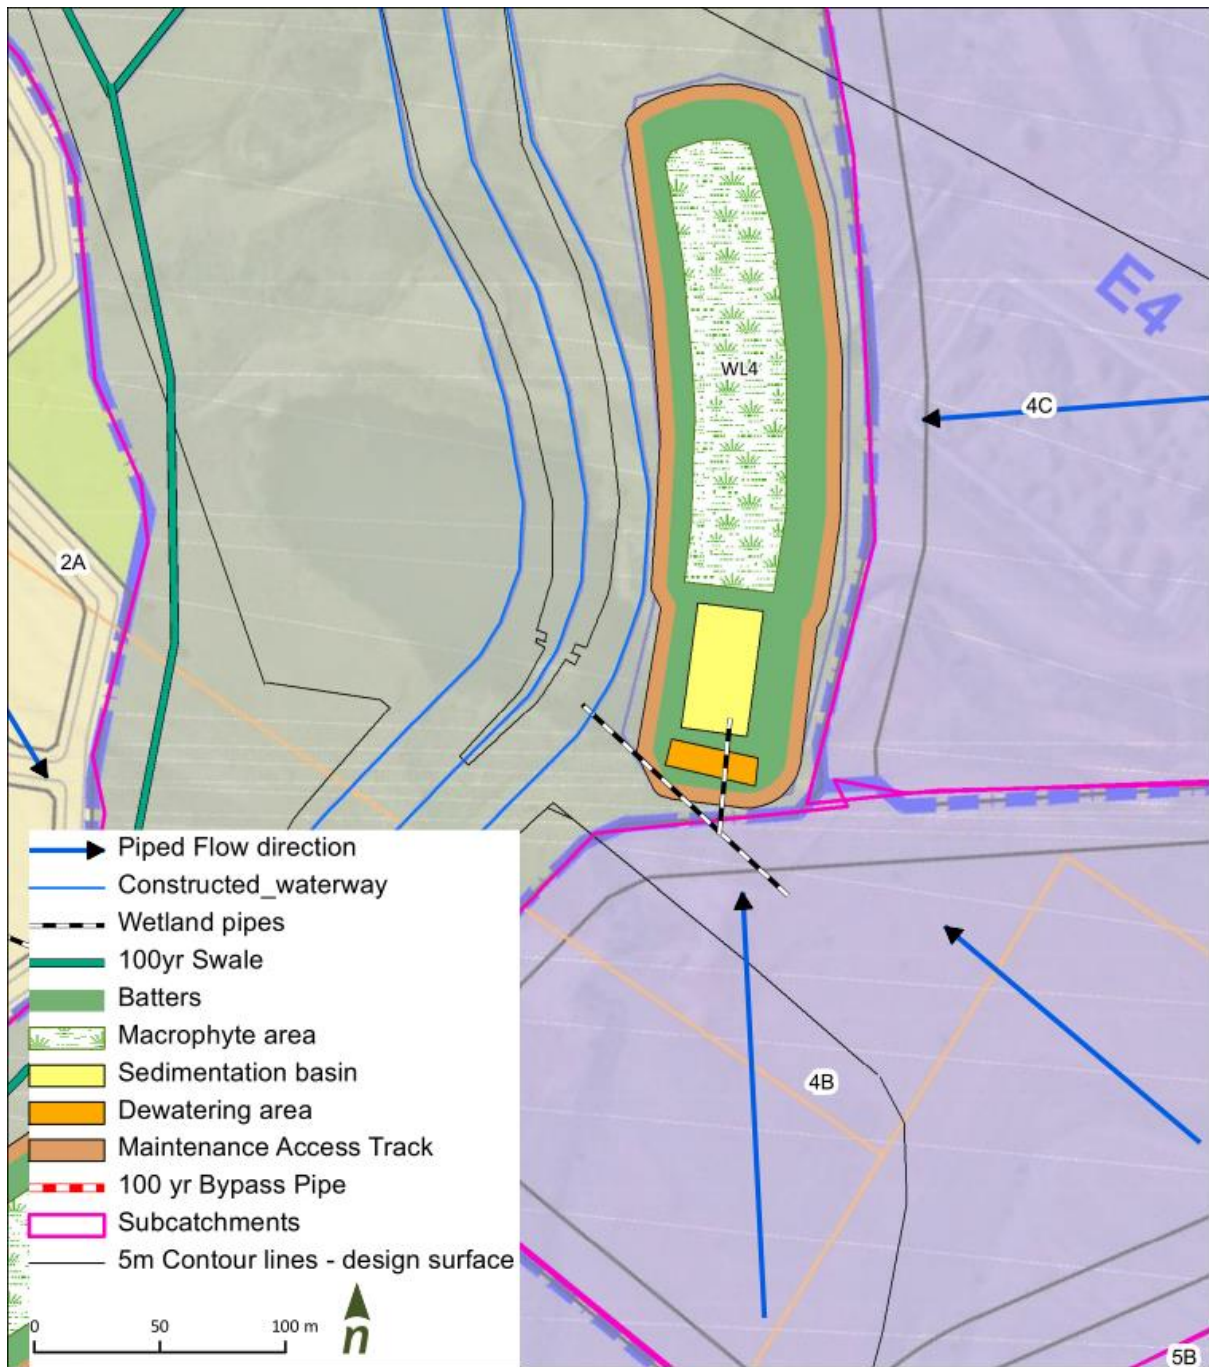 E4
WL4
4C
2A
Piped Flow direction
Constructed_waterway
Wetland pipes
100yr Swale
Batters
Macrophyte area
Sedimentation basin
Dewatering area
Maintenance Access Track
100 yr Bypass Pipe
Subcatchments
5m Contour lines - design surface
4B
0 50 100 m
n
5B